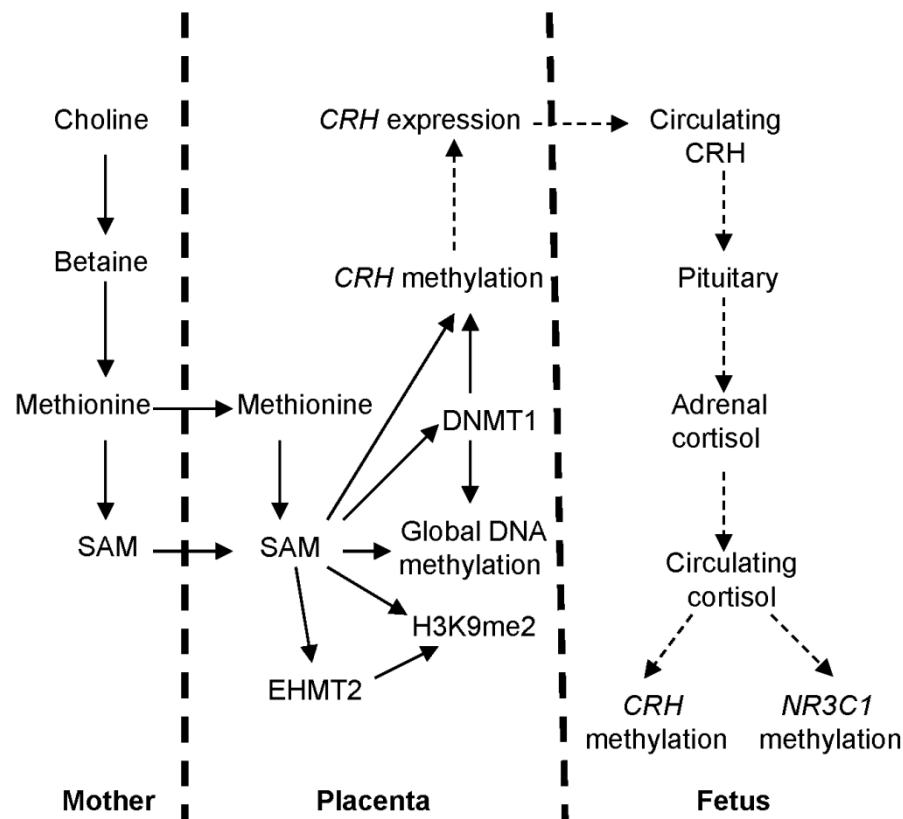 Choline
CRH expression
Circulating
CRH
Betaine
CRH methylation
Pituitary
Methionine
Methionine
DNMT1
Adrenal
cortisol
SAM
SAM
Global DNA
methylation
Circulating
cortisol
H3K9me2
EHMT2
CRH
methylation
NR3C1
methylation
Mother
Placenta
Fetus